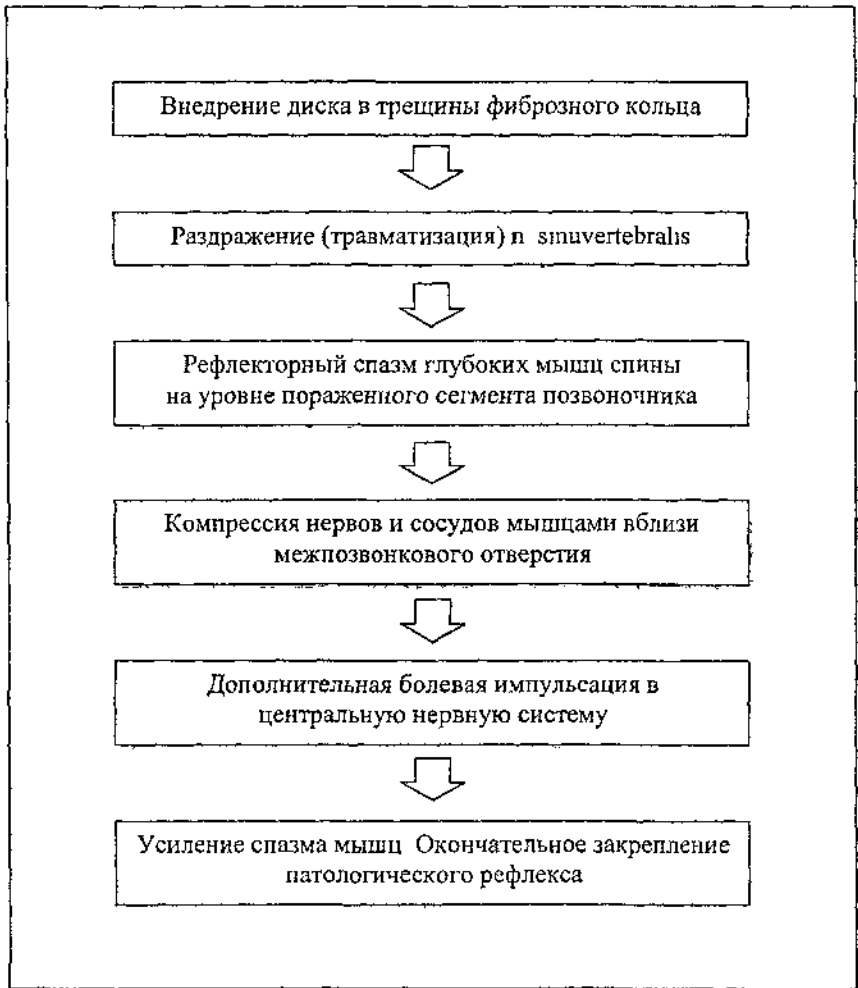 Внедрение диска в трещины фиброзного кольца
Раздражение (травматизация) n sinuvertebralis
Рефлекторный спазм глубоких мышц спины
на уровне пораженного сегмента позвоночника
Компрессия нервов и сосудов мышцами вблизи
межпозвонкового отверстия
Дополнительная болевая импульсация в
центральную нервную систему
Усиление спазма мышц Окончательное закрепление
патологического рефлекса